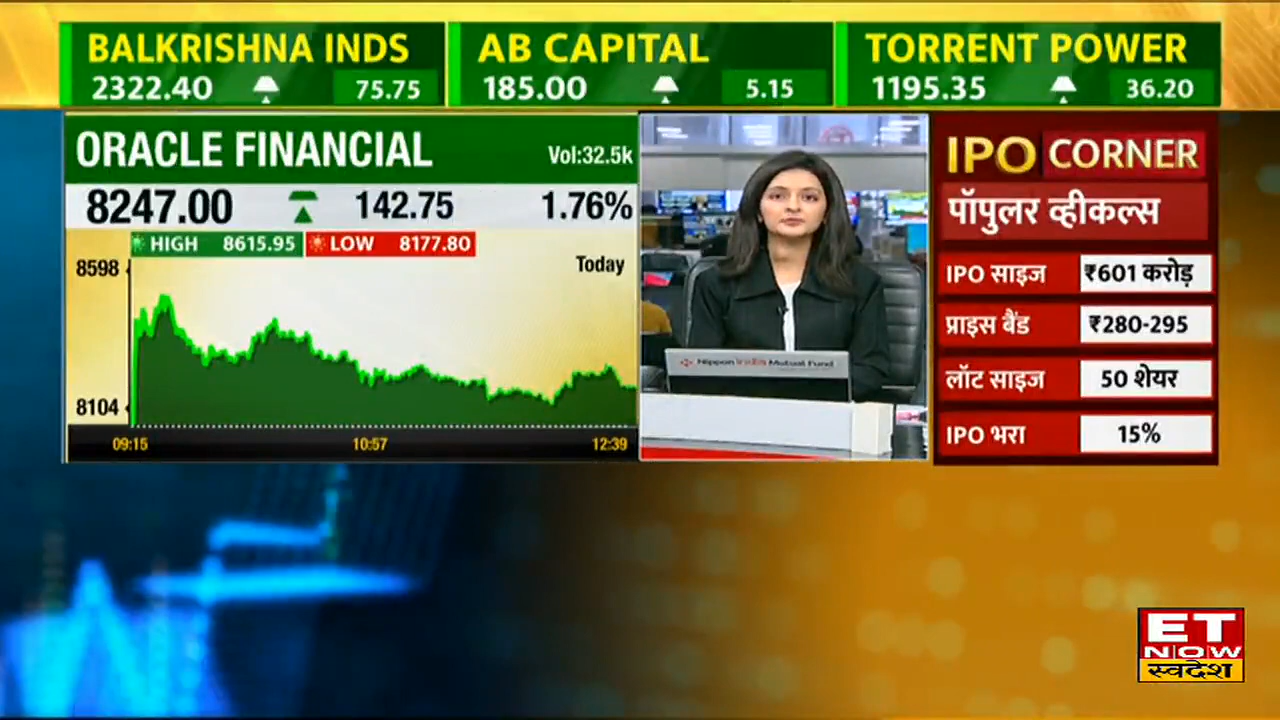 BALKRISHNA INDS
2322.40 75.75
AB CAPITAL
185.00 5.15
TORRENT POWER
1195.35 36.20
ORACLE FINANCIAL Vol:32.5k
8247.00 142.75 1.76%
HIGH 8615.95 LOW 8177.80
Today
8598
8104
09:15 10:57 12:39
Nippon India Mutual Fund
IPO CORNER
पॉपुलर व्हीकल्स
IPO साइज ₹601 करोड़
प्राइस बैंड ₹280-295
लॉट साइज 50 शेयर
IPO भरा 15%
ET
NOW
स्वदेश